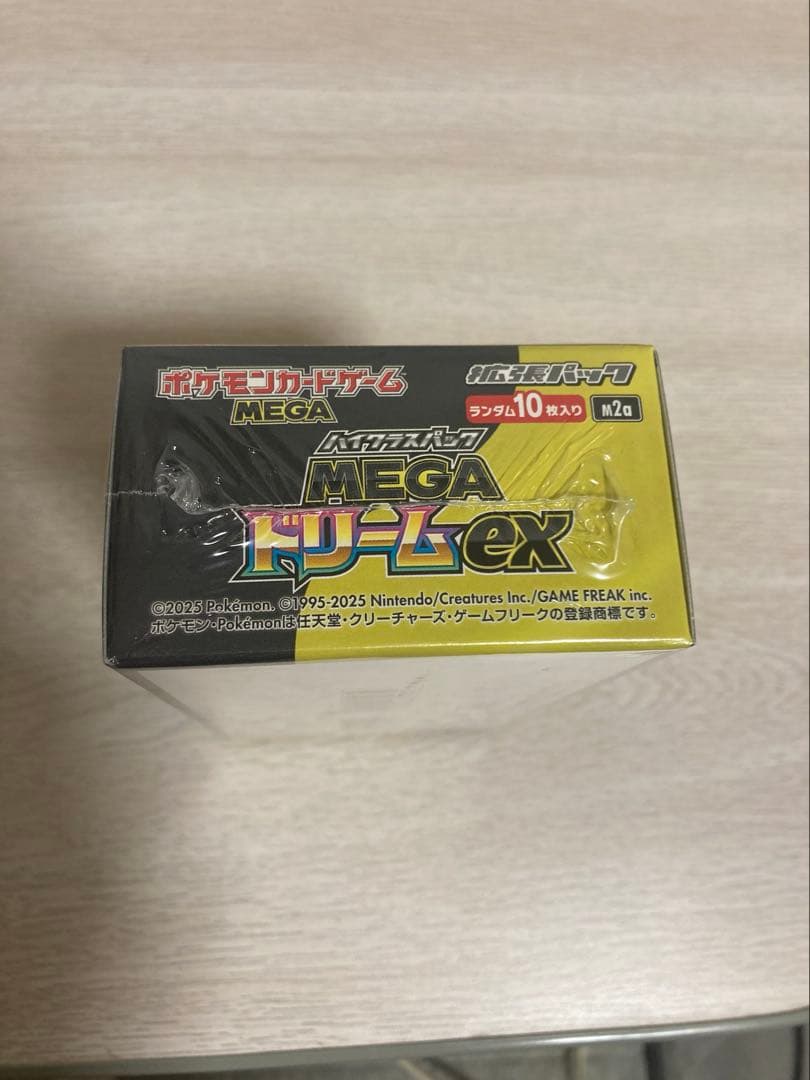 ポケモンカードゲーム
MEGA
拡張パック
ランダム10枚入り M2a
ハイクラスパック
MEGA
ドリームex
©2025 Pokémon. ©1995-2025 Nintendo/Creatures Inc./GAME FREAK inc.
ポケモン・Pokémonは任天堂・クリーチャーズ・ゲームフリークの登録商標です。